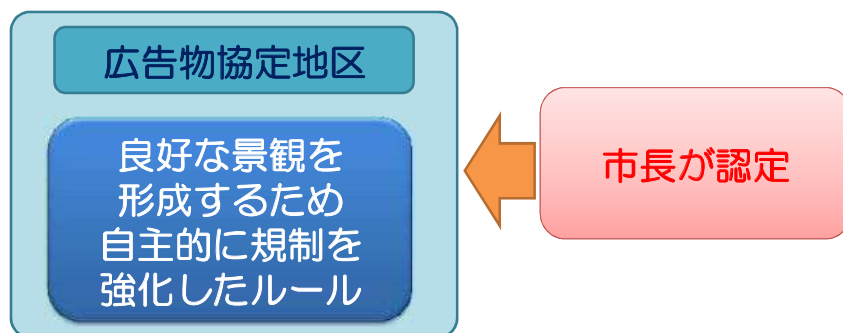 広告物協定地区
良好な景観を
形成するため
自主的に規制を
強化したルール
市長が認定